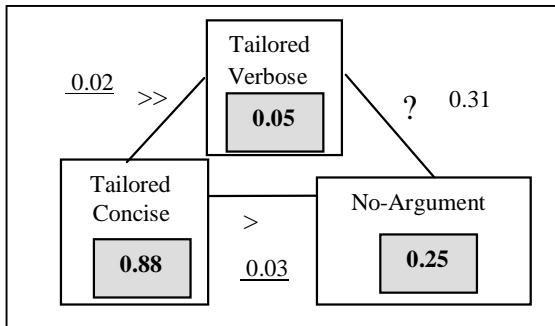 Tailored
Verbose
0.05
0.02
>>
? 0.31
Tailored
Concise
0.88
>
0.03
No-Argument
0.25